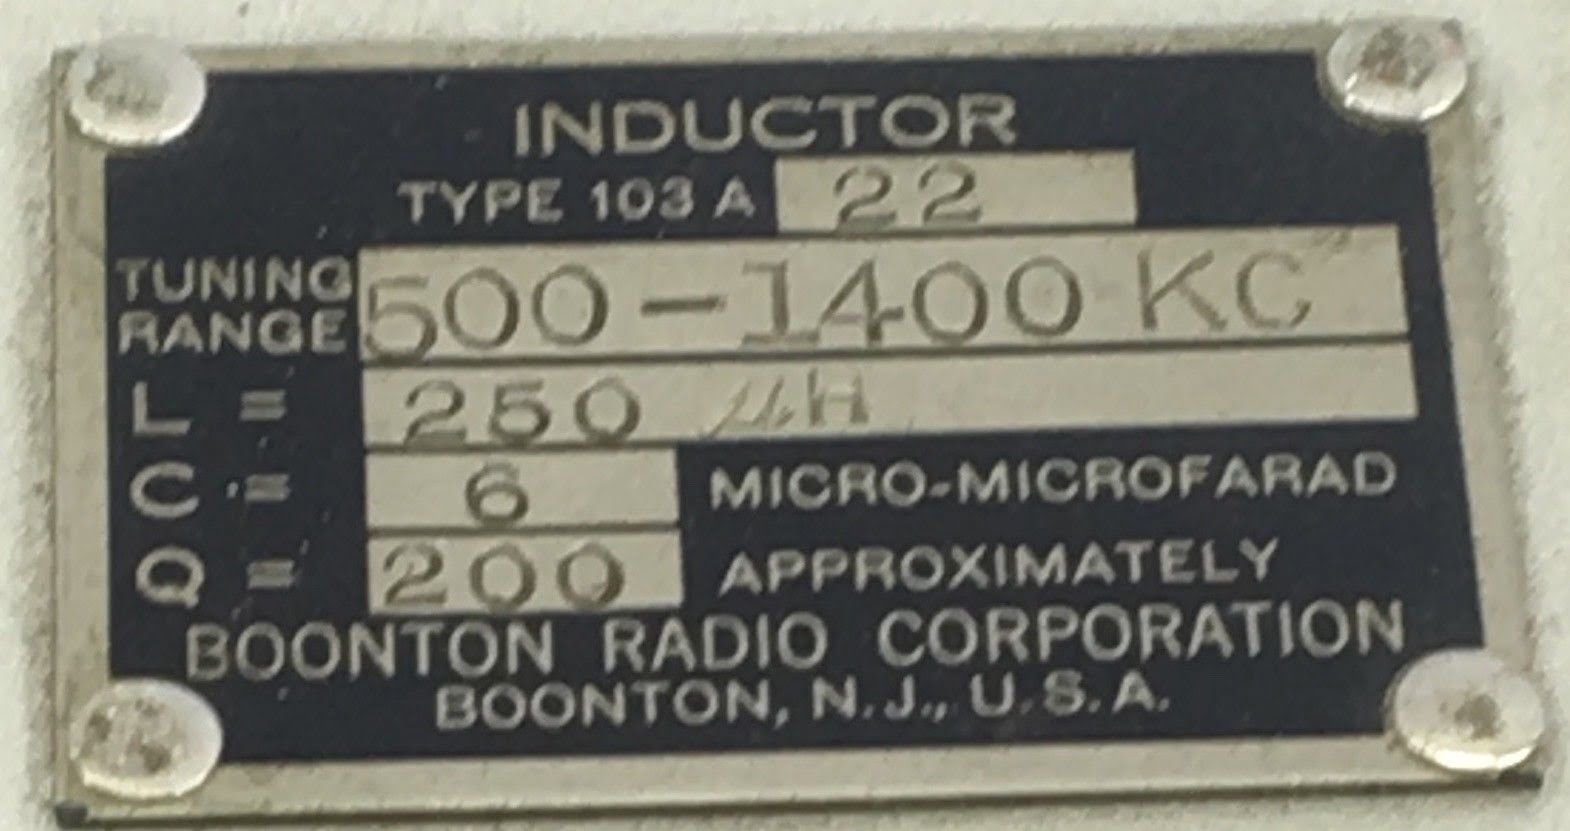 INDUCTOR
TYPE 103 A 22
TUNING RANGE 500-1400 KC
L = 250 µH
C = 6 MICRO-MICROFARAD
Q = 200 APPROXIMATELY
BOONTON RADIO CORPORATION
BOONTON, N.J., U.S.A.